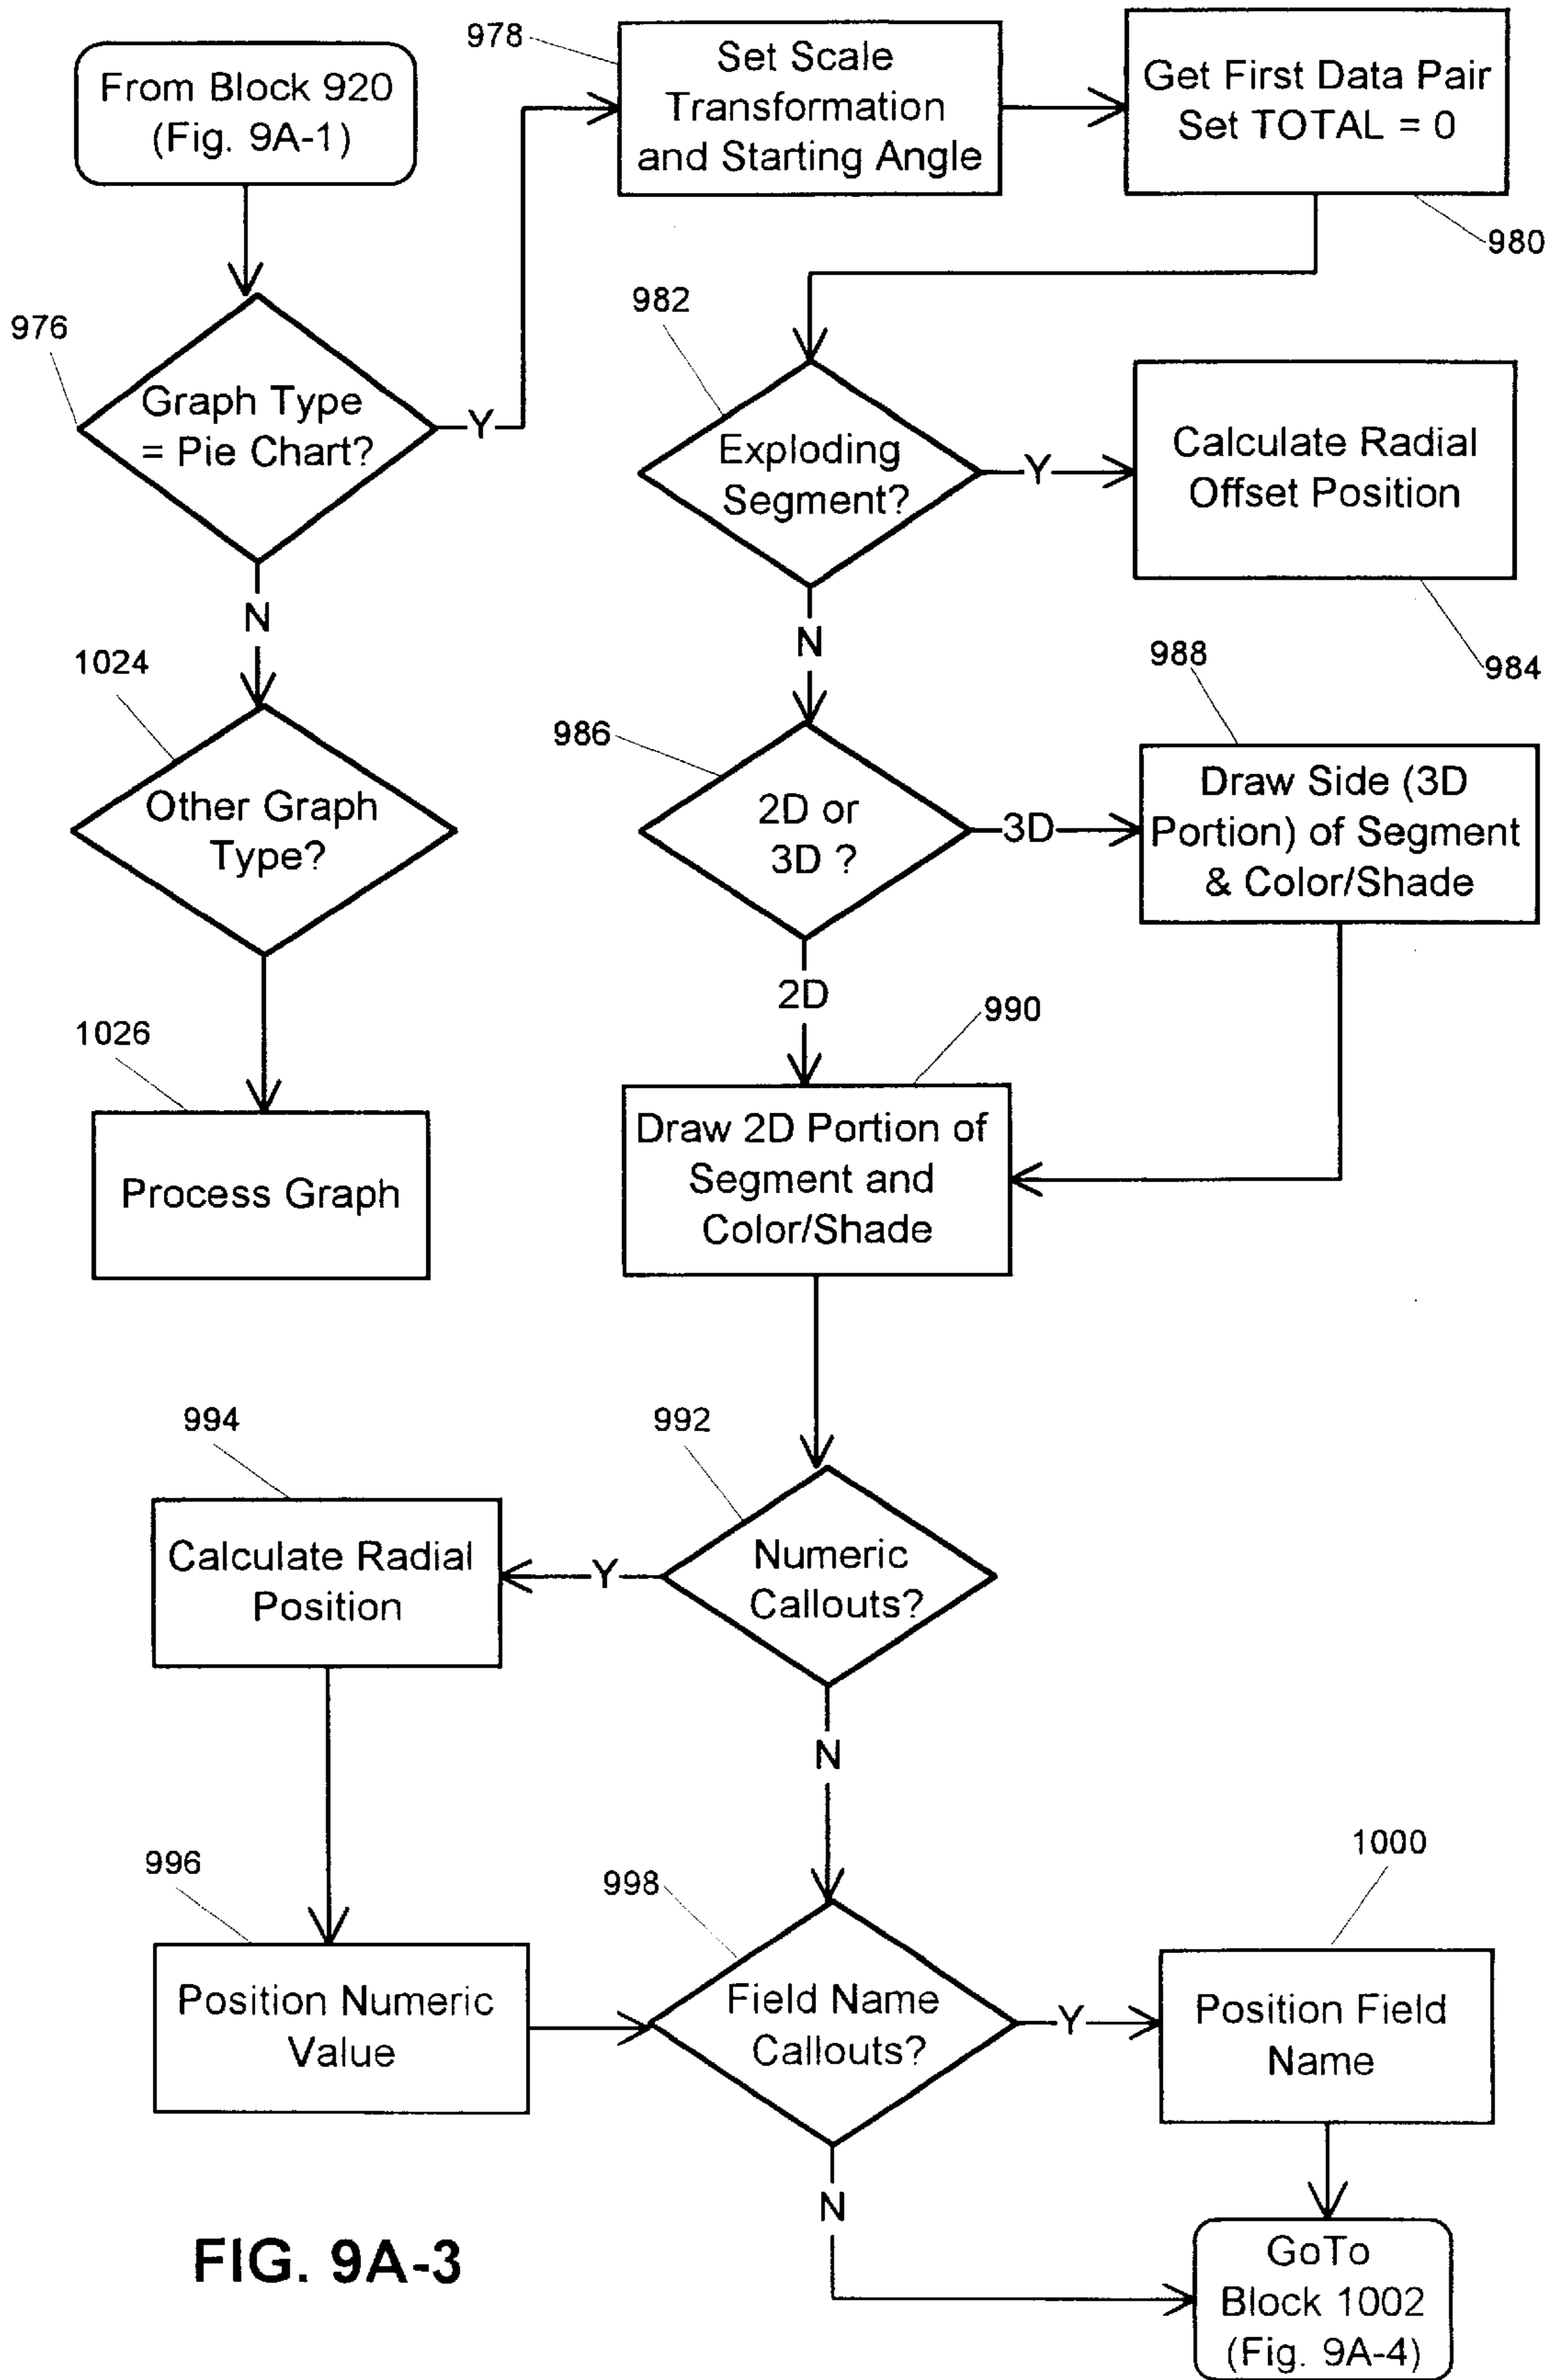 From Block 920
(Fig. 9A-1)
978
Set Scale
Transformation
and Starting Angle
Get First Data Pair
Set TOTAL = 0
980
976
Graph Type
= Pie Chart?
Y
N
982
Exploding
Segment?
Y
N
Calculate Radial
Offset Position
984
1024
Other Graph
Type?
986
2D or
3D ?
3D
2D
988
Draw Side (3D
Portion) of Segment
& Color/Shade
1026
Process Graph
990
Draw 2D Portion of
Segment and
Color/Shade
994
Calculate Radial
Position
992
Numeric
Callouts?
Y
N
996
Position Numeric
Value
998
Field Name
Callouts?
Y
N
1000
Position Field
Name
GoTo
Block 1002
(Fig. 9A-4)
FIG. 9A-3